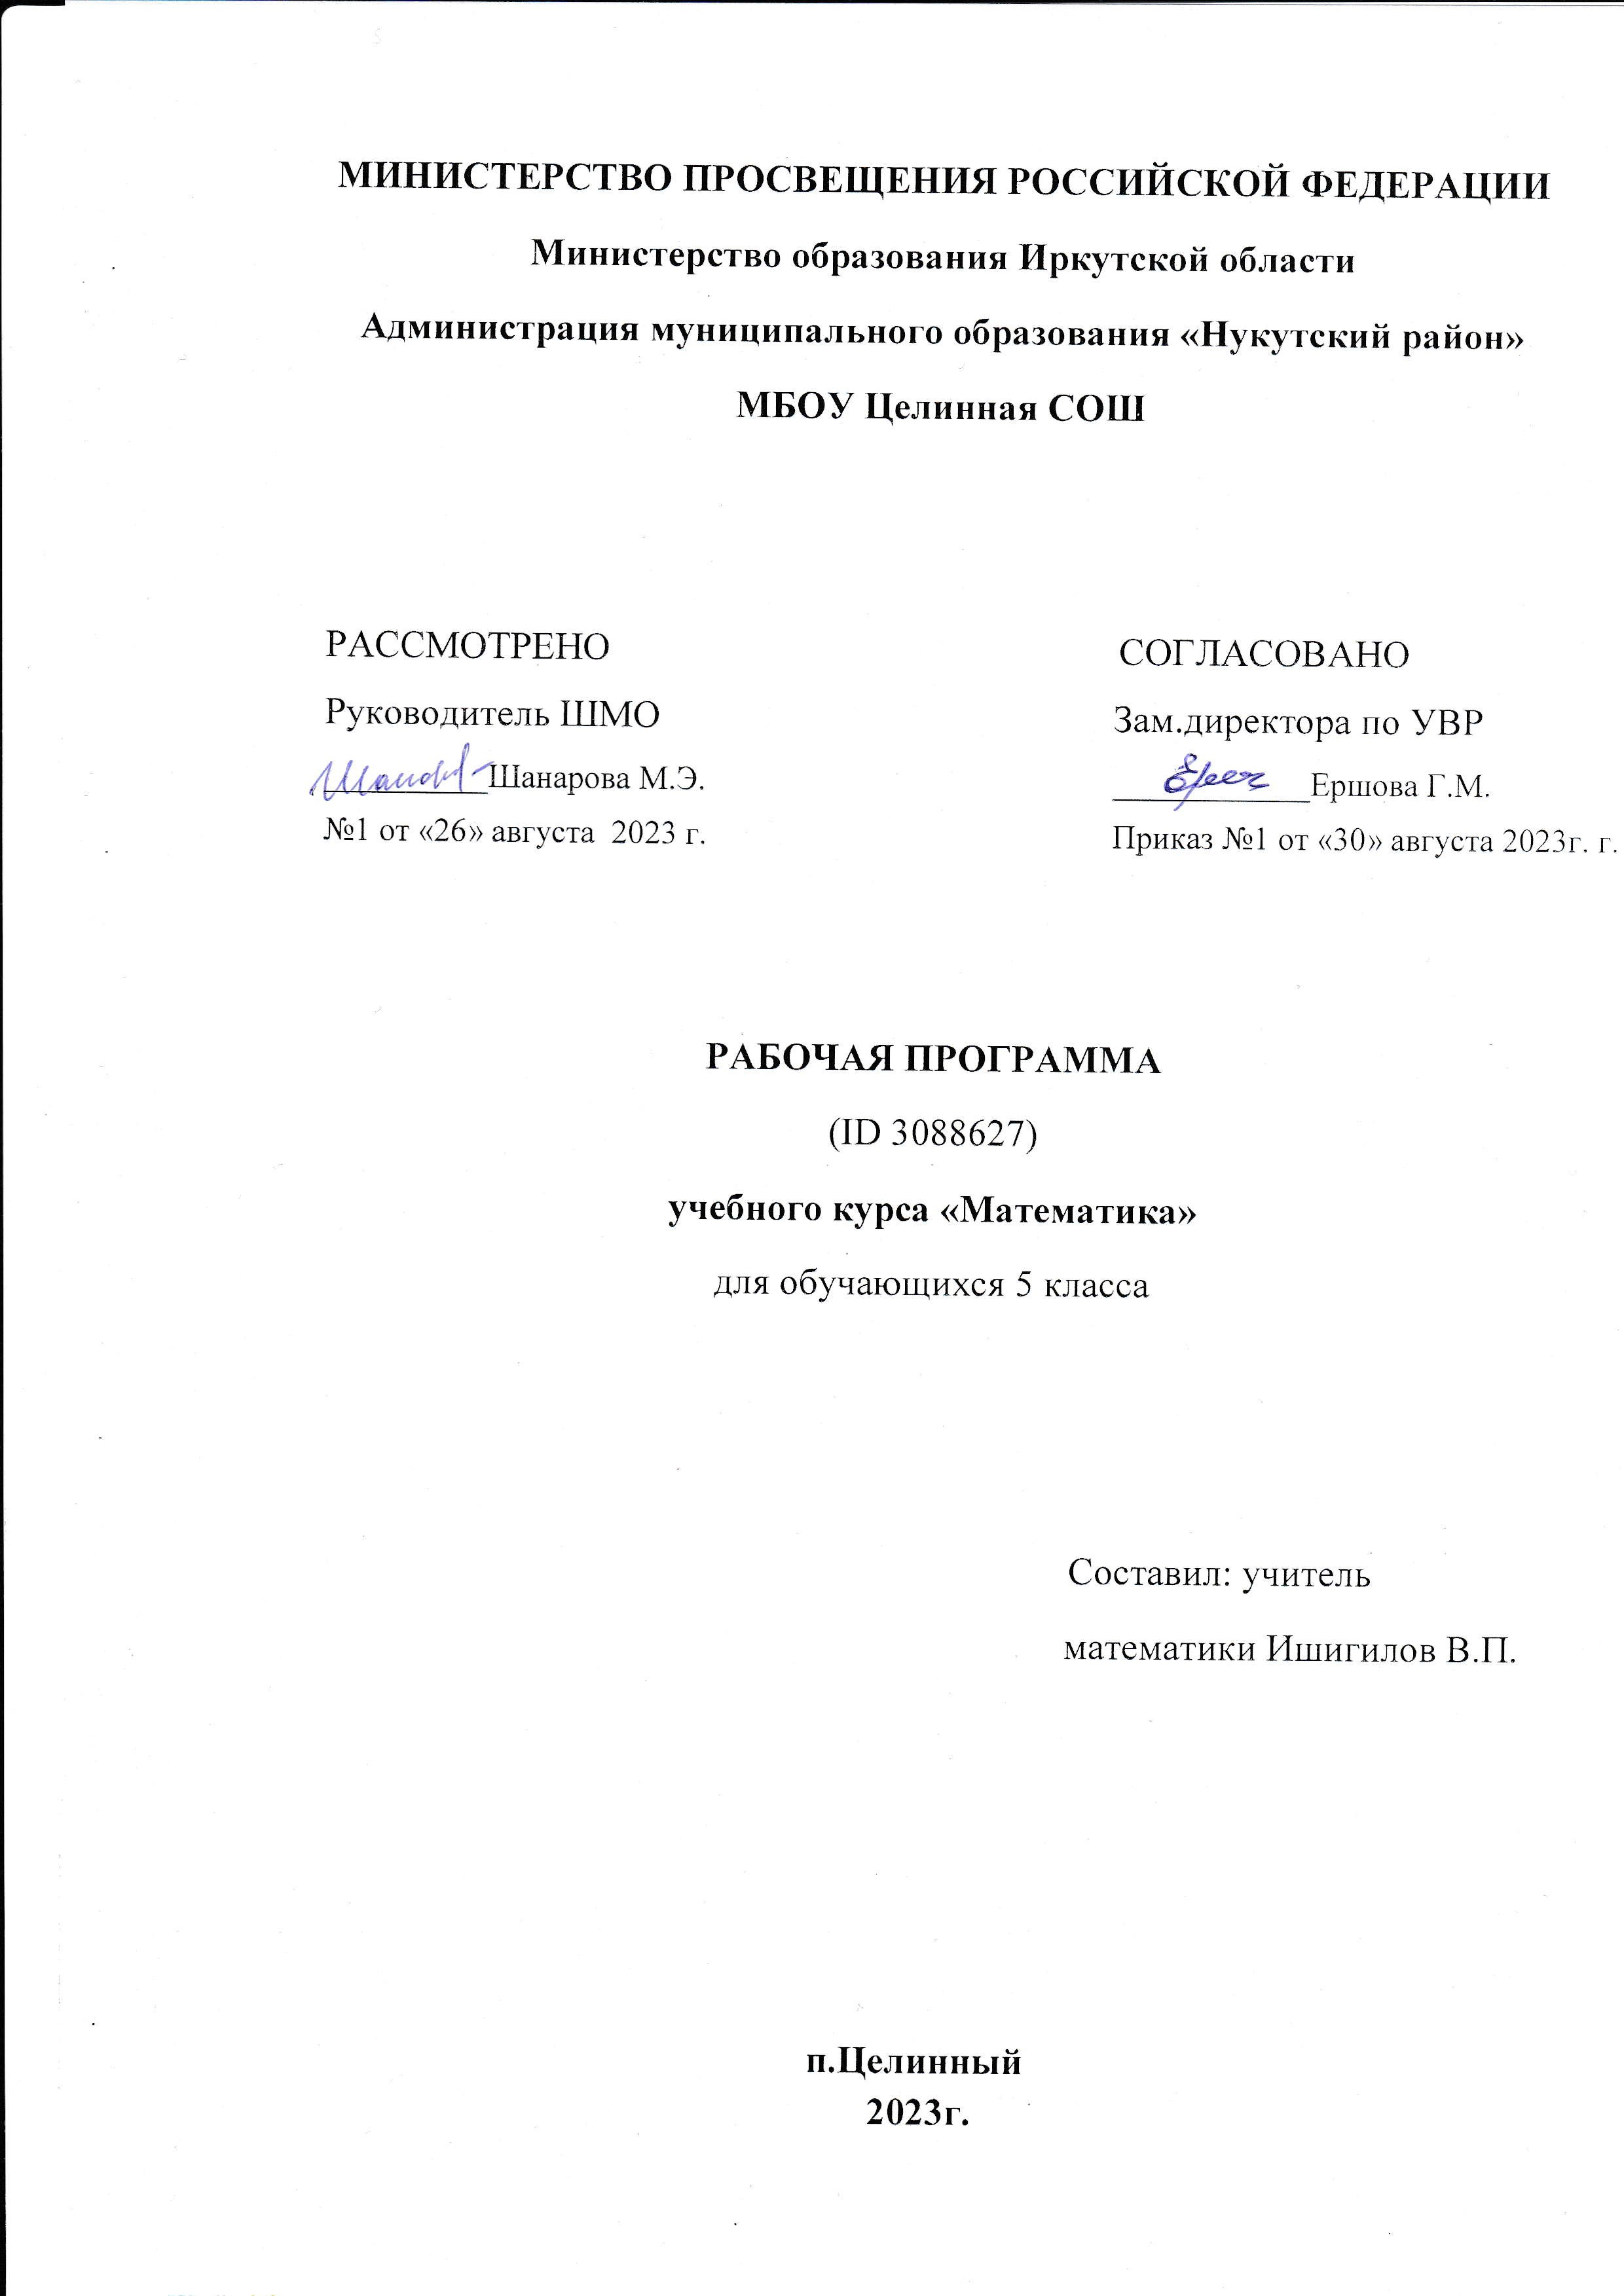 МИНИСТЕРСТВО ПРОСВЕЩЕНИЯ РОССИЙСКОЙ ФЕДЕРАЦИИ
Министерство образования Иркутской области
Администрация муниципального образования «Нукутский район»
МБОУ Целинная СОШ
РАССМОТРЕНО
Руководитель ШМО
Шанарова М.Э.
№1 от «26» августа 2023 г.
СОГЛАСОВАНО
Зам.директора по УВР
Ершова Г.М.
Приказ №1 от «30» августа 2023г. г.
РАБОЧАЯ ПРОГРАММА
(ID 3088627)
учебного курса «Математика»
для обучающихся 5 класса
Составил: учитель
математики Ишигилов В.П.
п.Целинный
2023г.